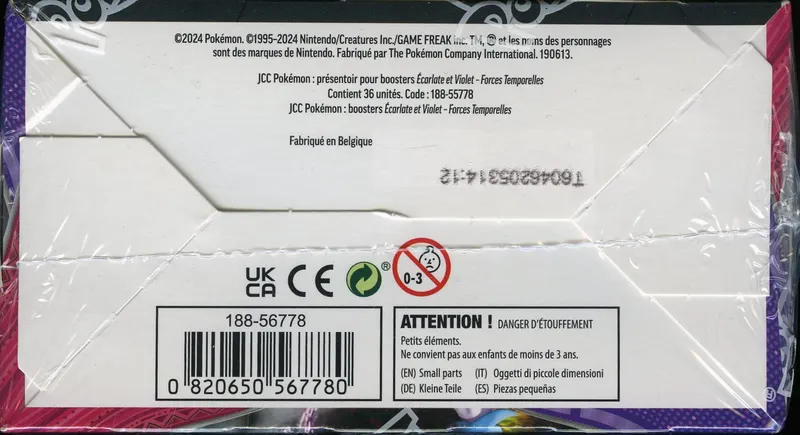 ©2024 Pokémon. ©1995–2024 Nintendo/Creatures Inc./GAME FREAK inc. TM, ® et les noms des personnages
sont des marques de Nintendo. Fabriqué par The Pokémon Company International. 190613.
JCC Pokémon : présentoir pour boosters Écarlate et Violet – Forces Temporelles
Contient 36 unités. Code : 188-55778
JCC Pokémon : boosters Écarlate et Violet – Forces Temporelles
Fabriqué en Belgique
T6046205314:12
UK
CA CE ®
0-3
188-56778
0 820650 567780
ATTENTION ! DANGER D'ÉTOUFFEMENT
Petits éléments.
Ne convient pas aux enfants de moins de 3 ans.
(EN) Small parts (IT) Oggetti di piccole dimensioni
(DE) Kleine Teile (ES) Piezas pequeñas